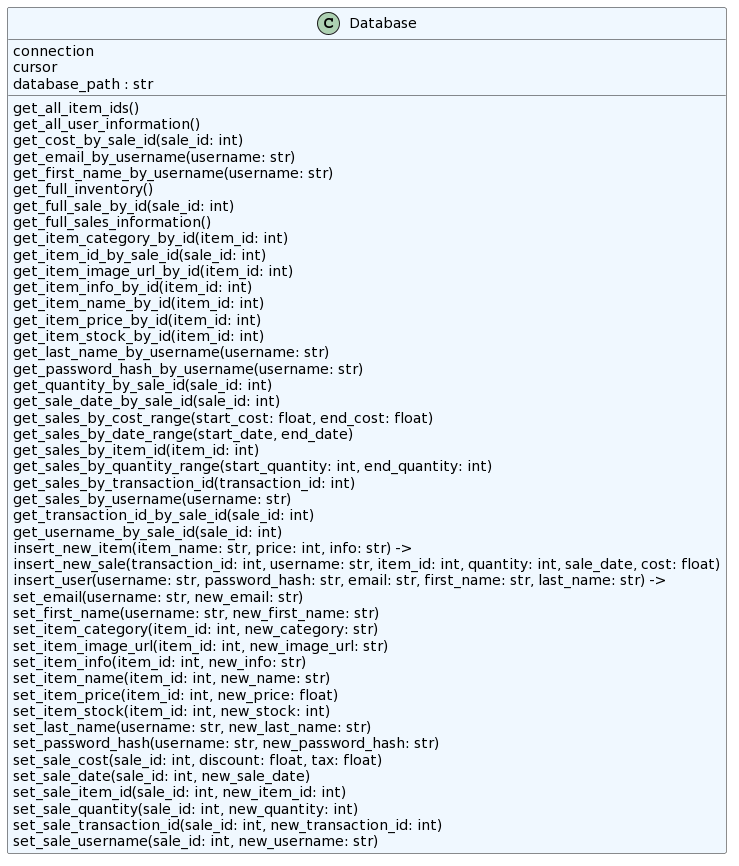 C Database
connection
cursor
database_path : str
get_all_item_ids()
get_all_user_information()
get_cost_by_sale_id(sale_id: int)
get_email_by_username(username: str)
get_first_name_by_username(username: str)
get_full_inventory()
get_full_sale_by_id(sale_id: int)
get_full_sales_information()
get_item_category_by_id(item_id: int)
get_item_id_by_sale_id(sale_id: int)
get_item_image_url_by_id(item_id: int)
get_item_info_by_id(item_id: int)
get_item_name_by_id(item_id: int)
get_item_price_by_id(item_id: int)
get_item_stock_by_id(item_id: int)
get_last_name_by_username(username: str)
get_password_hash_by_username(username: str)
get_quantity_by_sale_id(sale_id: int)
get_sale_date_by_sale_id(sale_id: int)
get_sales_by_cost_range(start_cost: float, end_cost: float)
get_sales_by_date_range(start_date, end_date)
get_sales_by_item_id(item_id: int)
get_sales_by_quantity_range(start_quantity: int, end_quantity: int)
get_sales_by_transaction_id(transaction_id: int)
get_sales_by_username(username: str)
get_transaction_id_by_sale_id(sale_id: int)
get_username_by_sale_id(sale_id: int)
insert_new_item(item_name: str, price: int, info: str) ->
insert_new_sale(transaction_id: int, username: str, item_id: int, quantity: int, sale_date, cost: float)
insert_user(username: str, password_hash: str, email: str, first_name: str, last_name: str) ->
set_email(username: str, new_email: str)
set_first_name(username: str, new_first_name: str)
set_item_category(item_id: int, new_category: str)
set_item_image_url(item_id: int, new_image_url: str)
set_item_info(item_id: int, new_info: str)
set_item_name(item_id: int, new_name: str)
set_item_price(item_id: int, new_price: float)
set_item_stock(item_id: int, new_stock: int)
set_last_name(username: str, new_last_name: str)
set_password_hash(username: str, new_password_hash: str)
set_sale_cost(sale_id: int, discount: float, tax: float)
set_sale_date(sale_id: int, new_sale_date)
set_sale_item_id(sale_id: int, new_item_id: int)
set_sale_quantity(sale_id: int, new_quantity: int)
set_sale_transaction_id(sale_id: int, new_transaction_id: int)
set_sale_username(sale_id: int, new_username: str)